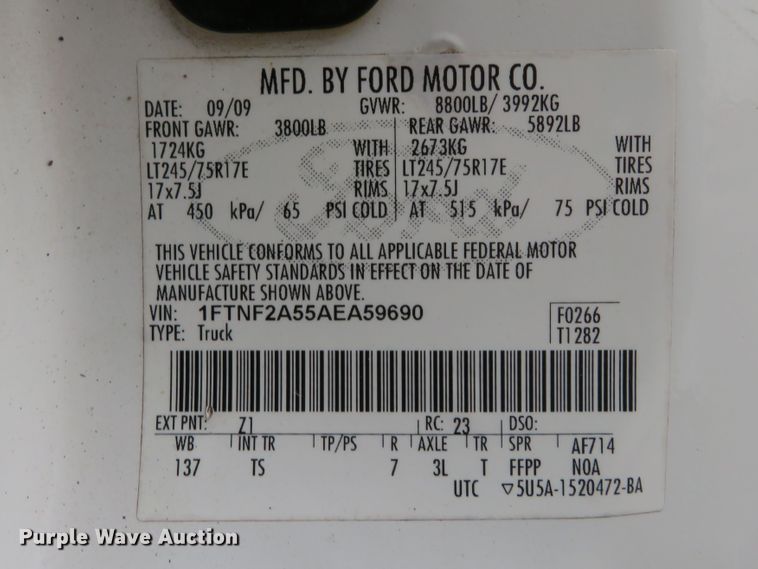 MFD. BY FORD MOTOR CO.
DATE: 09/09 GVWR: 8800LB/ 3992KG
FRONT GAWR: 3800LB REAR GAWR: 5892LB
1724KG WITH 2673KG WITH
LT245/75R17E TIRES LT245/75R17E TIRES
17x7.5J RIMS 17x7.5J RIMS
AT 450 kPa/ 65 PSI COLD AT 515 kPa/ 75 PSI COLD
THIS VEHICLE CONFORMS TO ALL APPLICABLE FEDERAL MOTOR
VEHICLE SAFETY STANDARDS IN EFFECT ON THE DATE OF
MANUFACTURE SHOWN ABOVE.
VIN: 1FTNF2A55AEA59690 F0266
TYPE: Truck T1282
EXT PNT: Z1 RC: 23 DSO:
WB INT TR TP/PS R AXLE TR SPR AF714
137 TS 7 3L T FFPP N0A
UTC ▽5U5A-1520472-BA
Purple Wave Auction